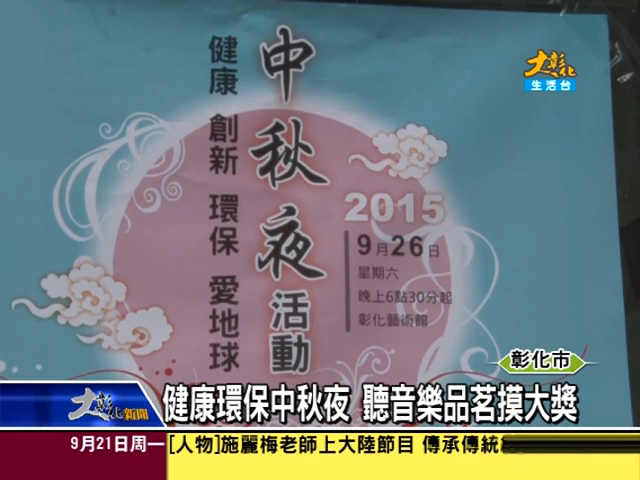 健康 創新 環保 愛地球
中秋夜活動
2015
9月26日
星期六
晚上6點30分起
彰化藝術館
大彰化
生活台
彰化市
大彰化新聞
健康環保中秋夜 聽音樂品茗摸大獎
9月21日周一
[人物]施麗梅老師上大陸節目 傳承傳統